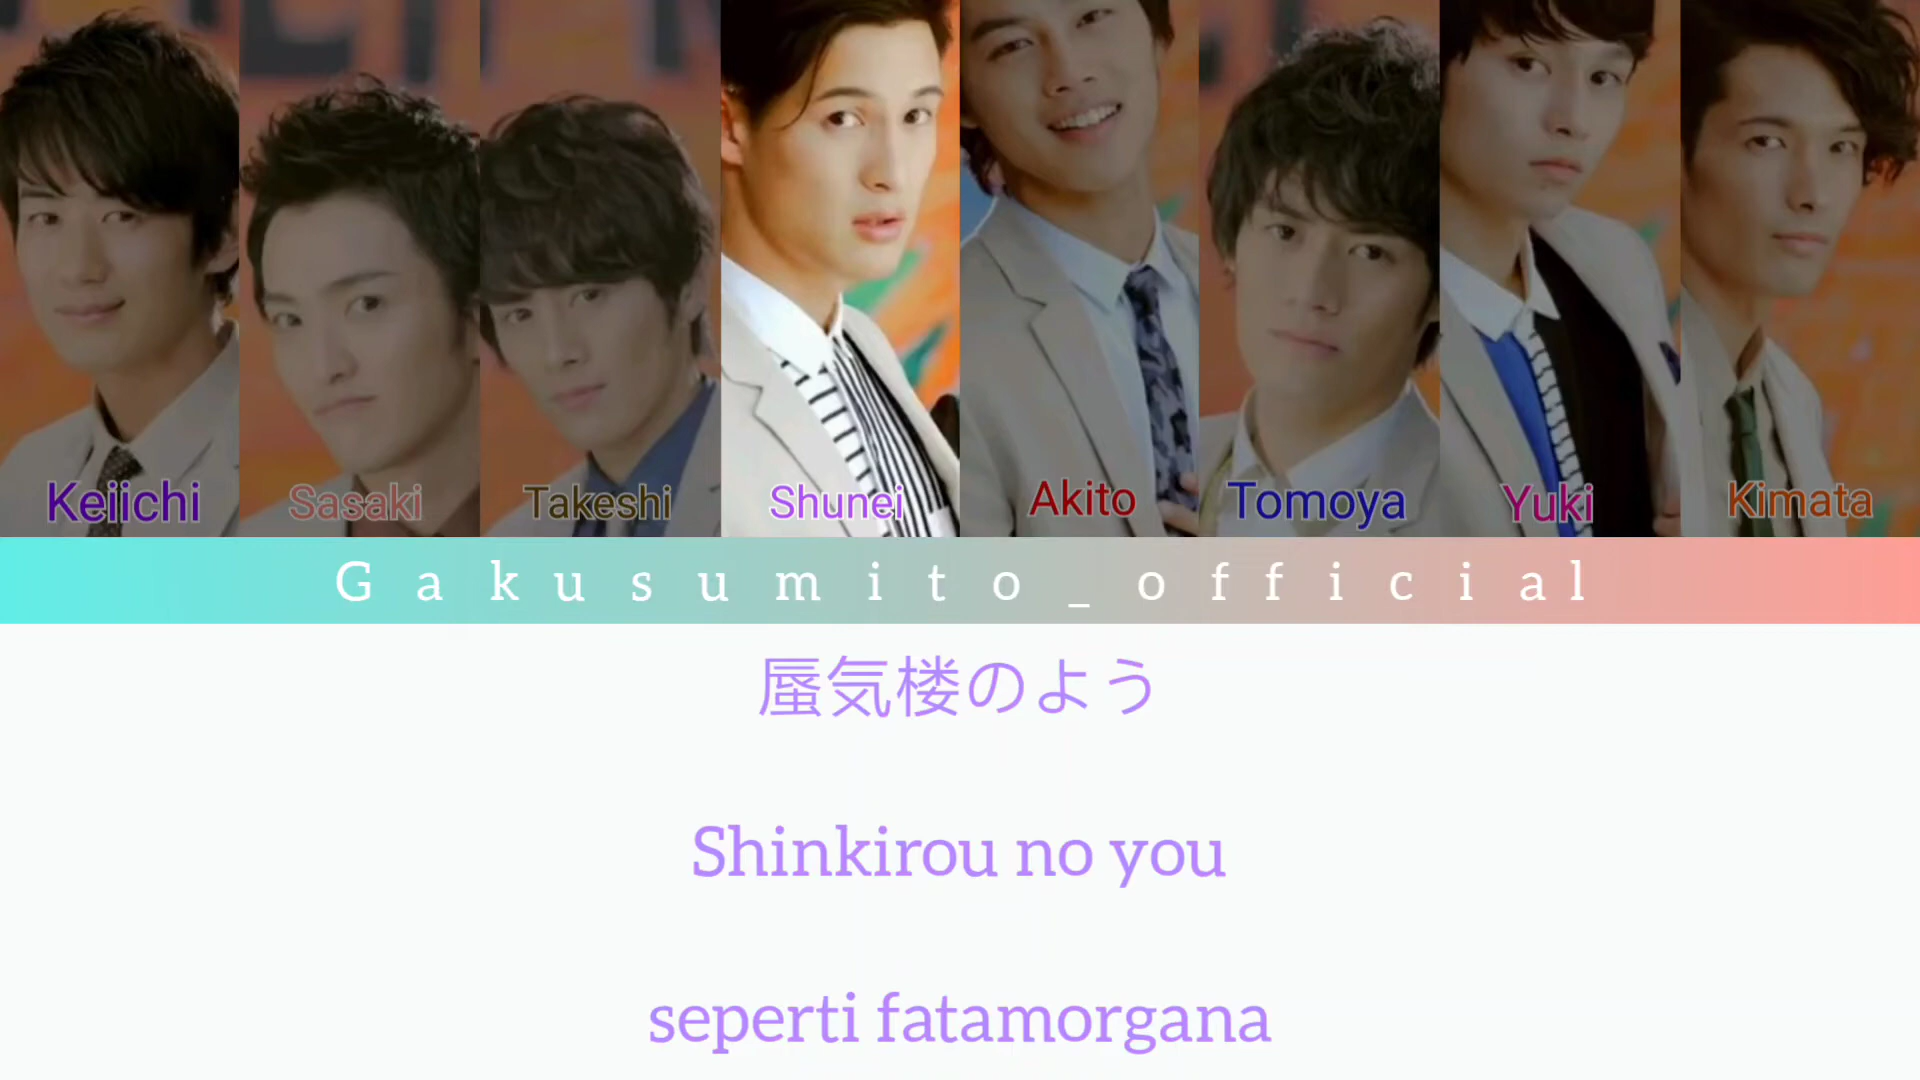 Keiichi
Sasaki
Takeshi
Shunei
Akito
Tomoya
Yuki
Kimata
Gakusumito_official
蜃気楼のよう
Shinkirou no you
seperti fatamorgana